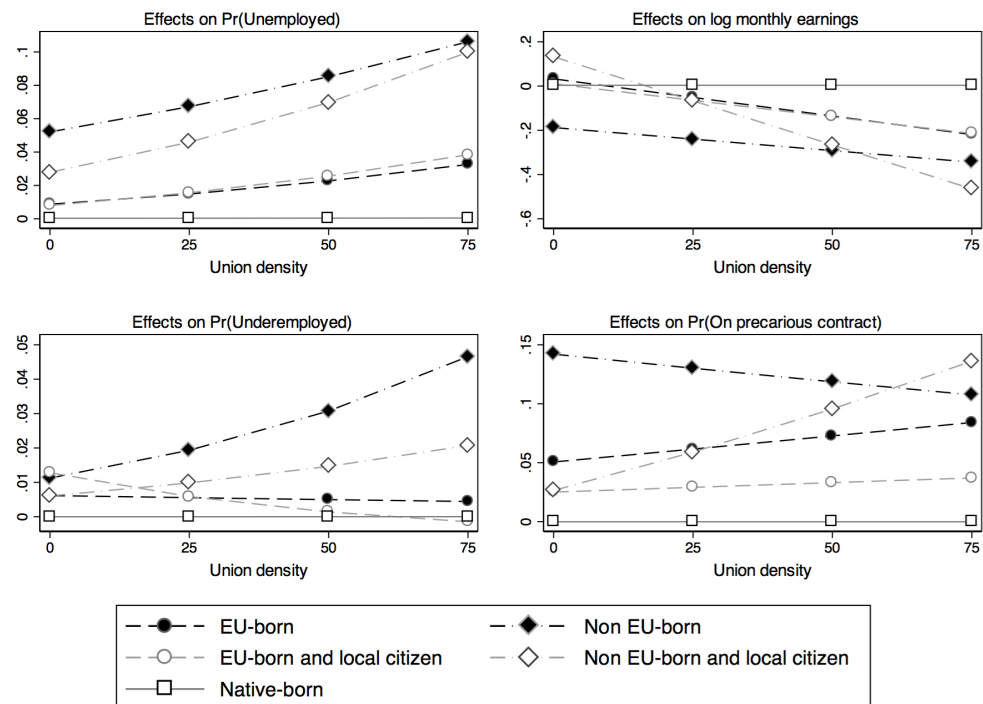 Effects on Pr(Unemployed)
.1
.08
.06
.04
.02
0
0 25 50 75
Union density
Effects on log monthly earnings
.2
0
-.2
-.4
-.6
0 25 50 75
Union density
Effects on Pr(Underemployed)
.05
.04
.03
.02
.01
0
0 25 50 75
Union density
Effects on Pr(On precarious contract)
.15
.1
.05
0
0 25 50 75
Union density
EU-born
Non EU-born
EU-born and local citizen
Non EU-born and local citizen
Native-born